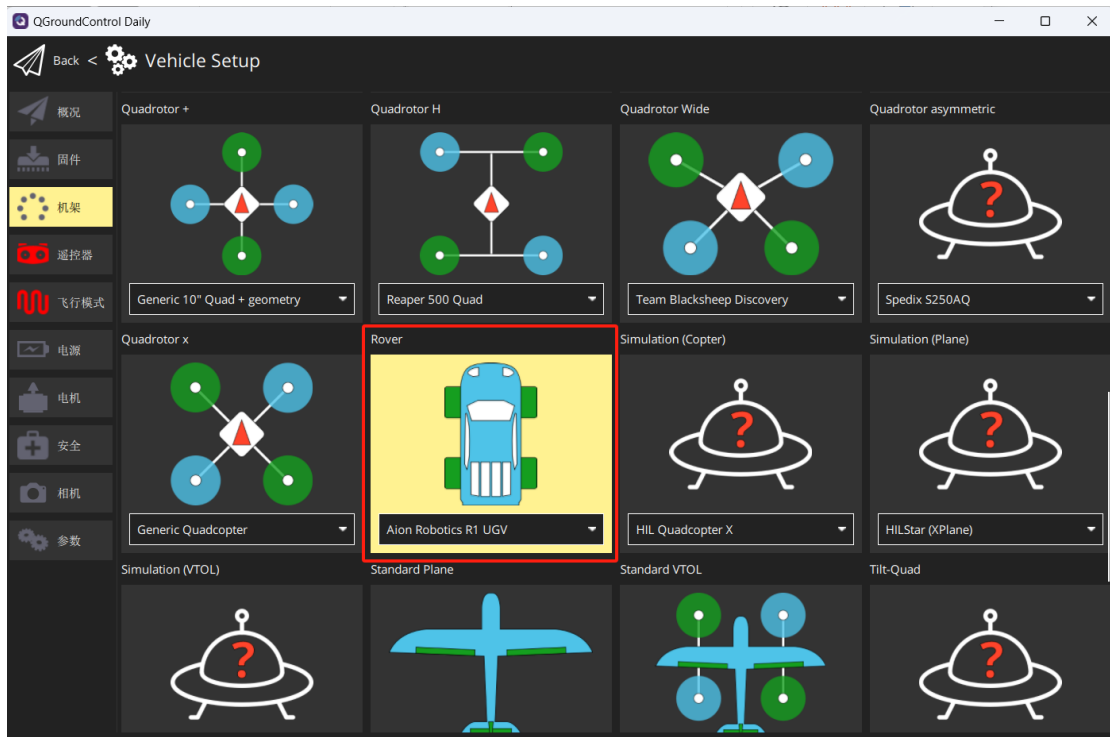 QGroundControl Daily
Back < Vehicle Setup
概况
固件
机架
遥控器
飞行模式
电源
电机
安全
相机
参数
Quadrotor +
Quadrotor H
Quadrotor Wide
Quadrotor asymmetric
?
Generic 10" Quad + geometry
Reaper 500 Quad
Team Blacksheep Discovery
Spedix S250AQ
Quadrotor x
Rover
Simulation (Copter)
Simulation (Plane)
?
?
Generic Quadcopter
Aion Robotics R1 UGV
HIL Quadcopter X
HILStar (XPlane)
Simulation (VTOL)
Standard Plane
Standard VTOL
Tilt-Quad
?
?